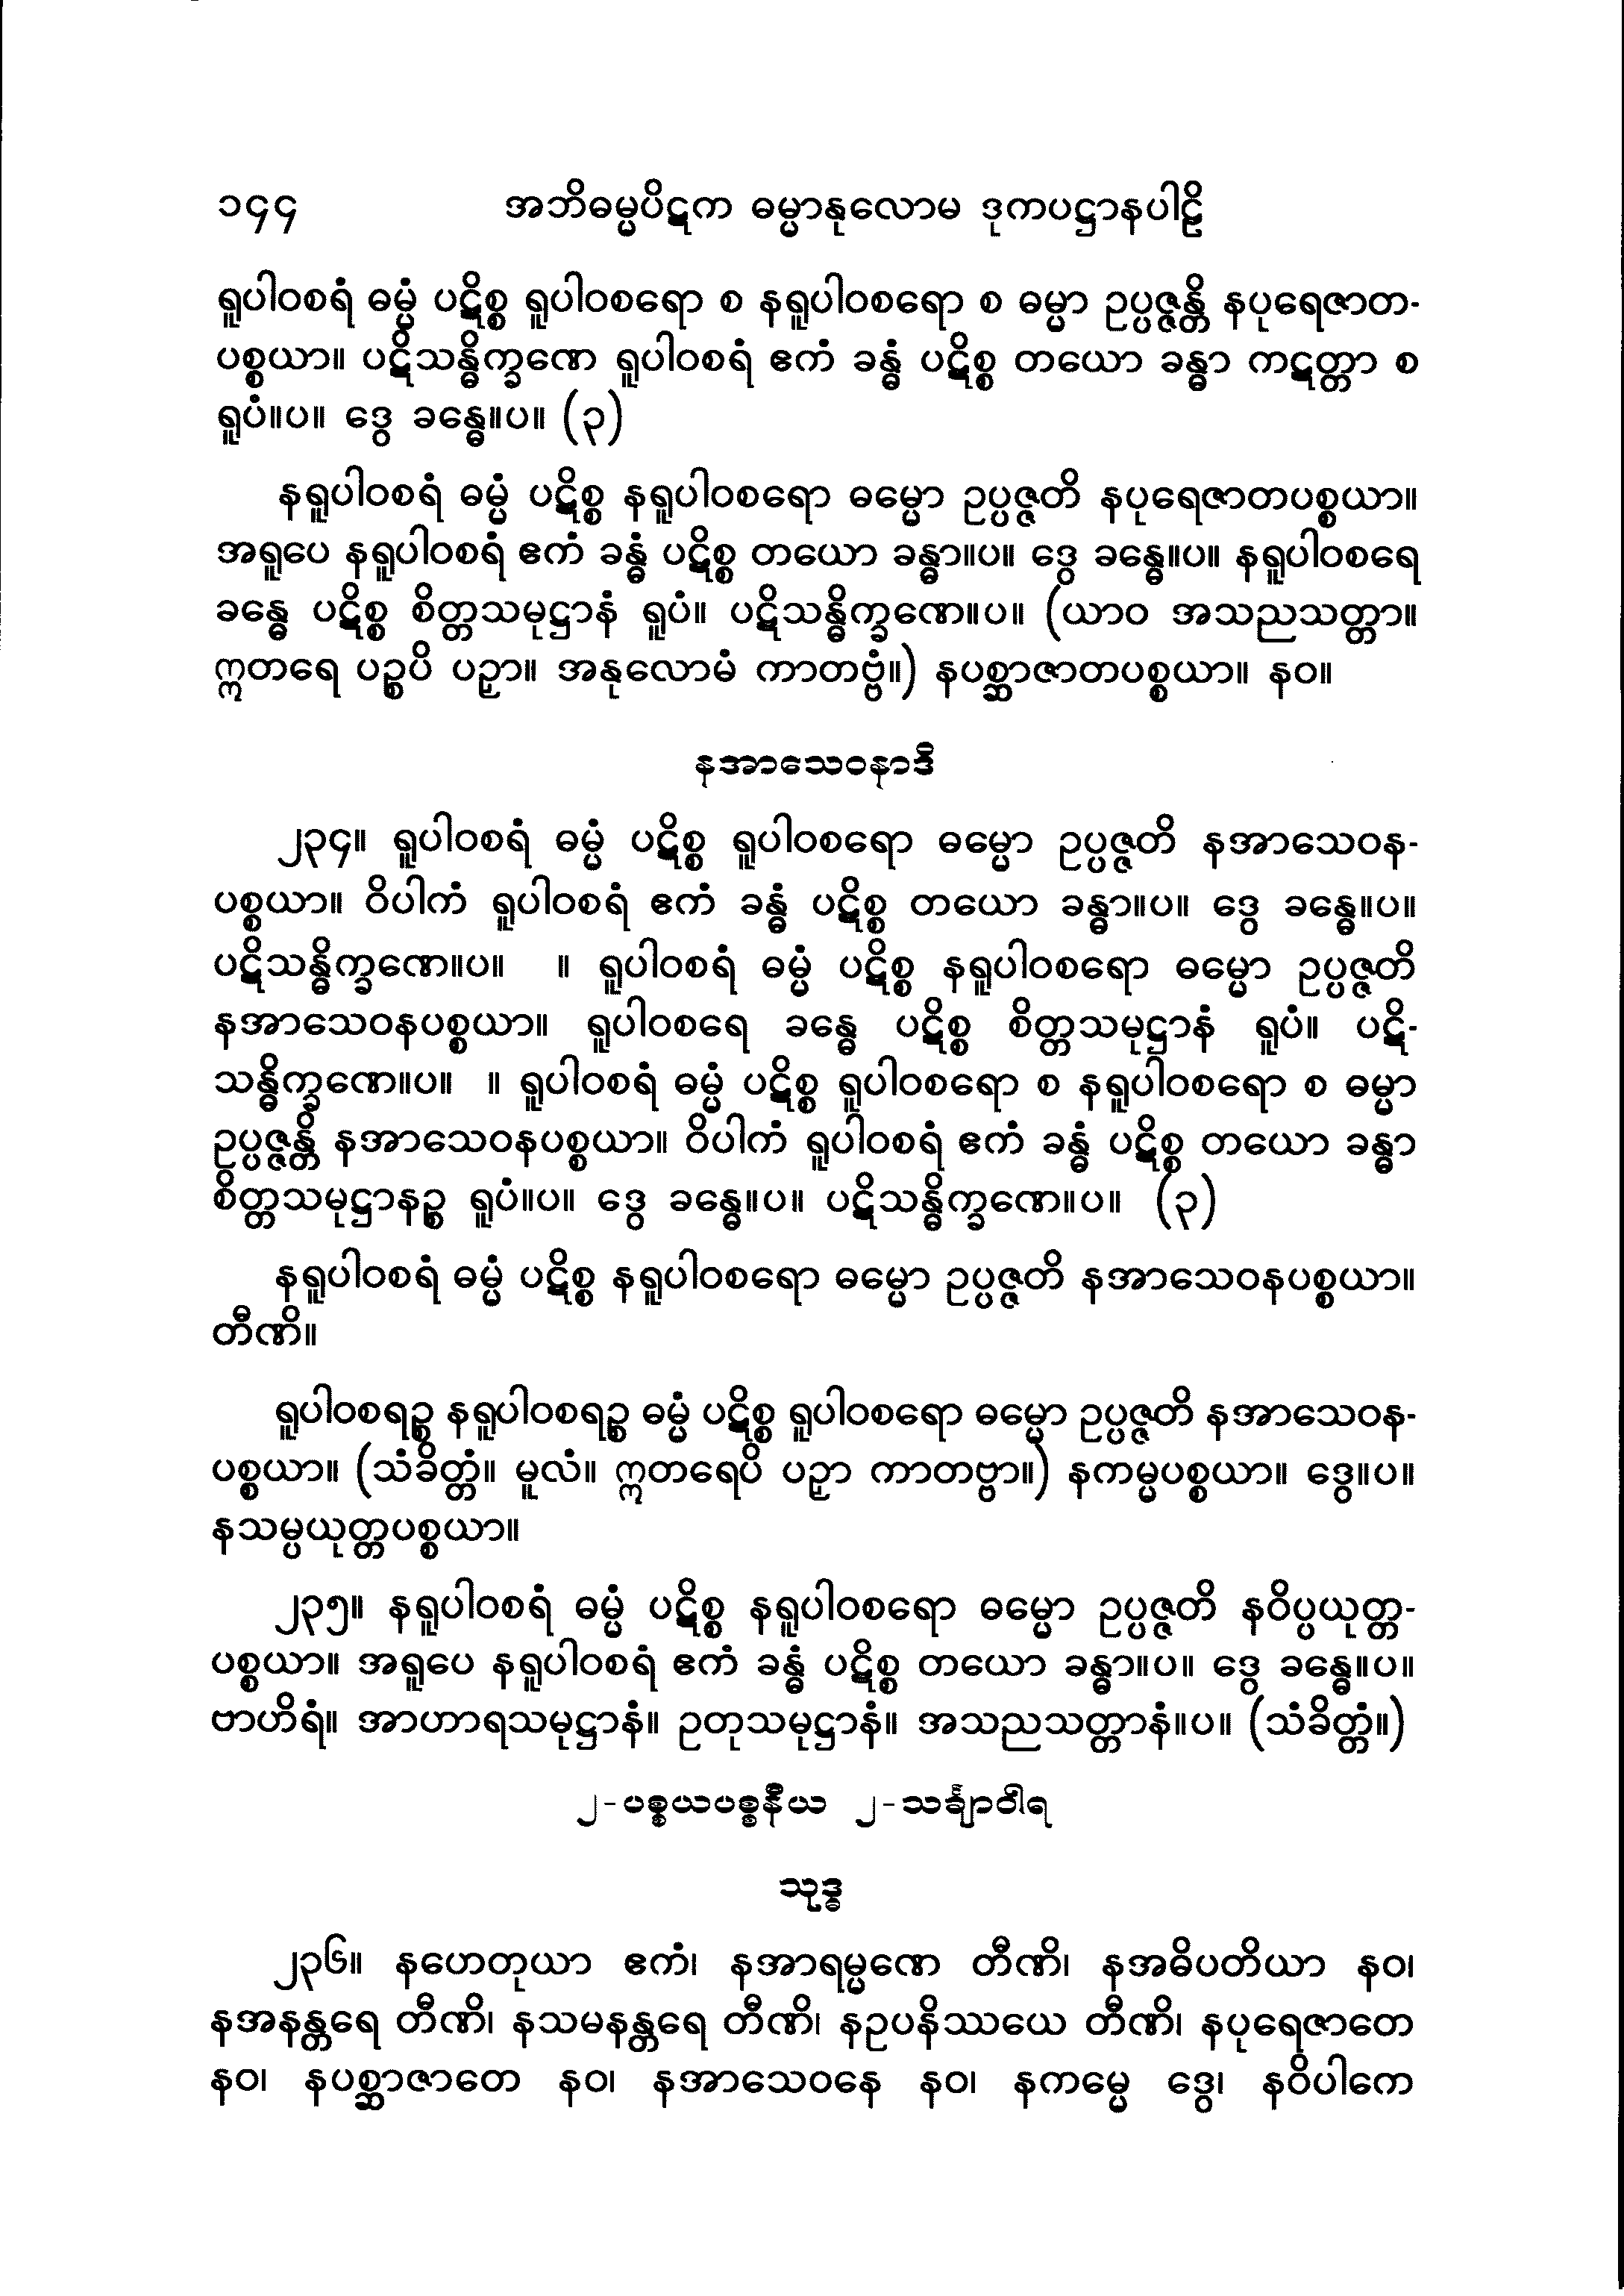 ၁၄၄ အဘိဓမ္မပိဋက ဓမ္မာနုလောမ ဒုကပဋ္ဌာနပါဠိ
ရူပါဝစရံ ဓမ္မံ ပဋိစ္စ ရူပါဝစရော စ နရူပါဝစရော စ ဓမ္မာ ဥပ္ပဇ္ဇန္တိ နပုရေဇာတ-
ပစ္စယာ။ ပဋိသန္ဓိက္ခဏေ ရူပါဝစရံ ဧကံ ခန္ဓံ ပဋိစ္စ တယော ခန္ဓာ ကဋတ္တာ စ
ရူပံ။ပ။ ဒွေ ခန္ဓေ။ပ။ (၃)
နရူပါဝစရံ ဓမ္မံ ပဋိစ္စ နရူပါဝစရော ဓမ္မော ဥပ္ပဇ္ဇတိ နပုရေဇာတပစ္စယာ။
အရူပေ နရူပါဝစရံ ဧကံ ခန္ဓံ ပဋိစ္စ တယော ခန္ဓာ။ပ။ ဒွေ ခန္ဓေ။ပ။ နရူပါဝစရေ
ခန္ဓေ ပဋိစ္စ စိတ္တသမုဋ္ဌာနံ ရူပံ။ ပဋိသန္ဓိက္ခဏေ။ပ။ (ယာဝ အသညသတ္တာ။
ဣတရေ ပဉ္စပိ ပဉှာ။ အနုလောမံ ကာတဗ္ဗံ။) နပစ္ဆာဇာတပစ္စယာ။ နဝ။
နအာသေဝနာဒိ
၂၃၄။ ရူပါဝစရံ ဓမ္မံ ပဋိစ္စ ရူပါဝစရော ဓမ္မော ဥပ္ပဇ္ဇတိ နအာသေဝန-
ပစ္စယာ။ ဝိပါကံ ရူပါဝစရံ ဧကံ ခန္ဓံ ပဋိစ္စ တယော ခန္ဓာ။ပ။ ဒွေ ခန္ဓေ။ပ။
ပဋိသန္ဓိက္ခဏေ။ပ။ ။ ရူပါဝစရံ ဓမ္မံ ပဋိစ္စ နရူပါဝစရော ဓမ္မော ဥပ္ပဇ္ဇတိ
နအာသေဝနပစ္စယာ။ ရူပါဝစရေ ခန္ဓေ ပဋိစ္စ စိတ္တသမုဋ္ဌာနံ ရူပံ။ ပဋိ-
သန္ဓိက္ခဏေ။ပ။ ။ ရူပါဝစရံ ဓမ္မံ ပဋိစ္စ ရူပါဝစရော စ နရူပါဝစရော စ ဓမ္မာ
ဥပ္ပဇ္ဇန္တိ နအာသေဝနပစ္စယာ။ ဝိပါကံ ရူပါဝစရံ ဧကံ ခန္ဓံ ပဋိစ္စ တယော ခန္ဓာ
စိတ္တသမုဋ္ဌာနဉ္စ ရူပံ။ပ။ ဒွေ ခန္ဓေ။ပ။ ပဋိသန္ဓိက္ခဏေ။ပ။ (၃)
နရူပါဝစရံ ဓမ္မံ ပဋိစ္စ နရူပါဝစရော ဓမ္မော ဥပ္ပဇ္ဇတိ နအာသေဝနပစ္စယာ။
တီဏိ။
ရူပါဝစရဉ္စ နရူပါဝစရဉ္စ ဓမ္မံ ပဋိစ္စ ရူပါဝစရော ဓမ္မော ဥပ္ပဇ္ဇတိ နအာသေဝန-
ပစ္စယာ။ (သံခိတ္တံ။ မူလံ။ ဣတရေပိ ပဉှာ ကာတဗ္ဗာ။) နကမ္မပစ္စယာ။ ဒွေ။ပ။
နသမ္ပယုတ္တပစ္စယာ။
၂၃၅။ နရူပါဝစရံ ဓမ္မံ ပဋိစ္စ နရူပါဝစရော ဓမ္မော ဥပ္ပဇ္ဇတိ နဝိပ္ပယုတ္တ-
ပစ္စယာ။ အရူပေ နရူပါဝစရံ ဧကံ ခန္ဓံ ပဋိစ္စ တယော ခန္ဓာ။ပ။ ဒွေ ခန္ဓေ။ပ။
ဗာဟိရံ။ အာဟာရသမုဋ္ဌာနံ။ ဥတုသမုဋ္ဌာနံ။ အသညသတ္တာနံ။ပ။ (သံခိတ္တံ။)
၂-ပစ္စယပစ္စနီယ ၂-သင်္ချာဝါရ
သုဒ္ဓ
၂၃၆။ နဟေတုယာ ဧကံ၊ နအာရမ္မဏေ တီဏိ၊ နအဓိပတိယာ နဝ၊
နအနန္တရေ တီဏိ၊ နသမနန္တရေ တီဏိ၊ နဥပနိဿယေ တီဏိ၊ နပုရေဇာတေ
နဝ၊ နပစ္ဆာဇာတေ နဝ၊ နအာသေဝနေ နဝ၊ နကမ္မေ ဒွေ၊ နဝိပါကေ